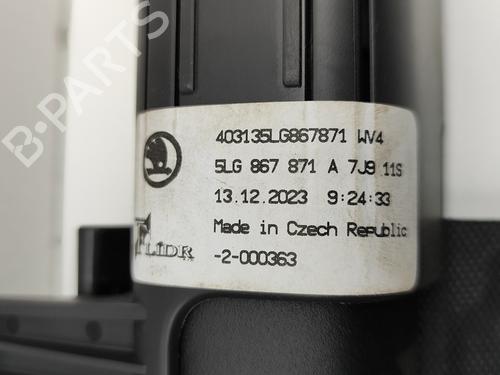 403135LG867871 WV4
5LG 867 871 A 7J9 11S
13.12.2023 9:24:33
Made in Czech Republic
-2-000363
B-PARTS